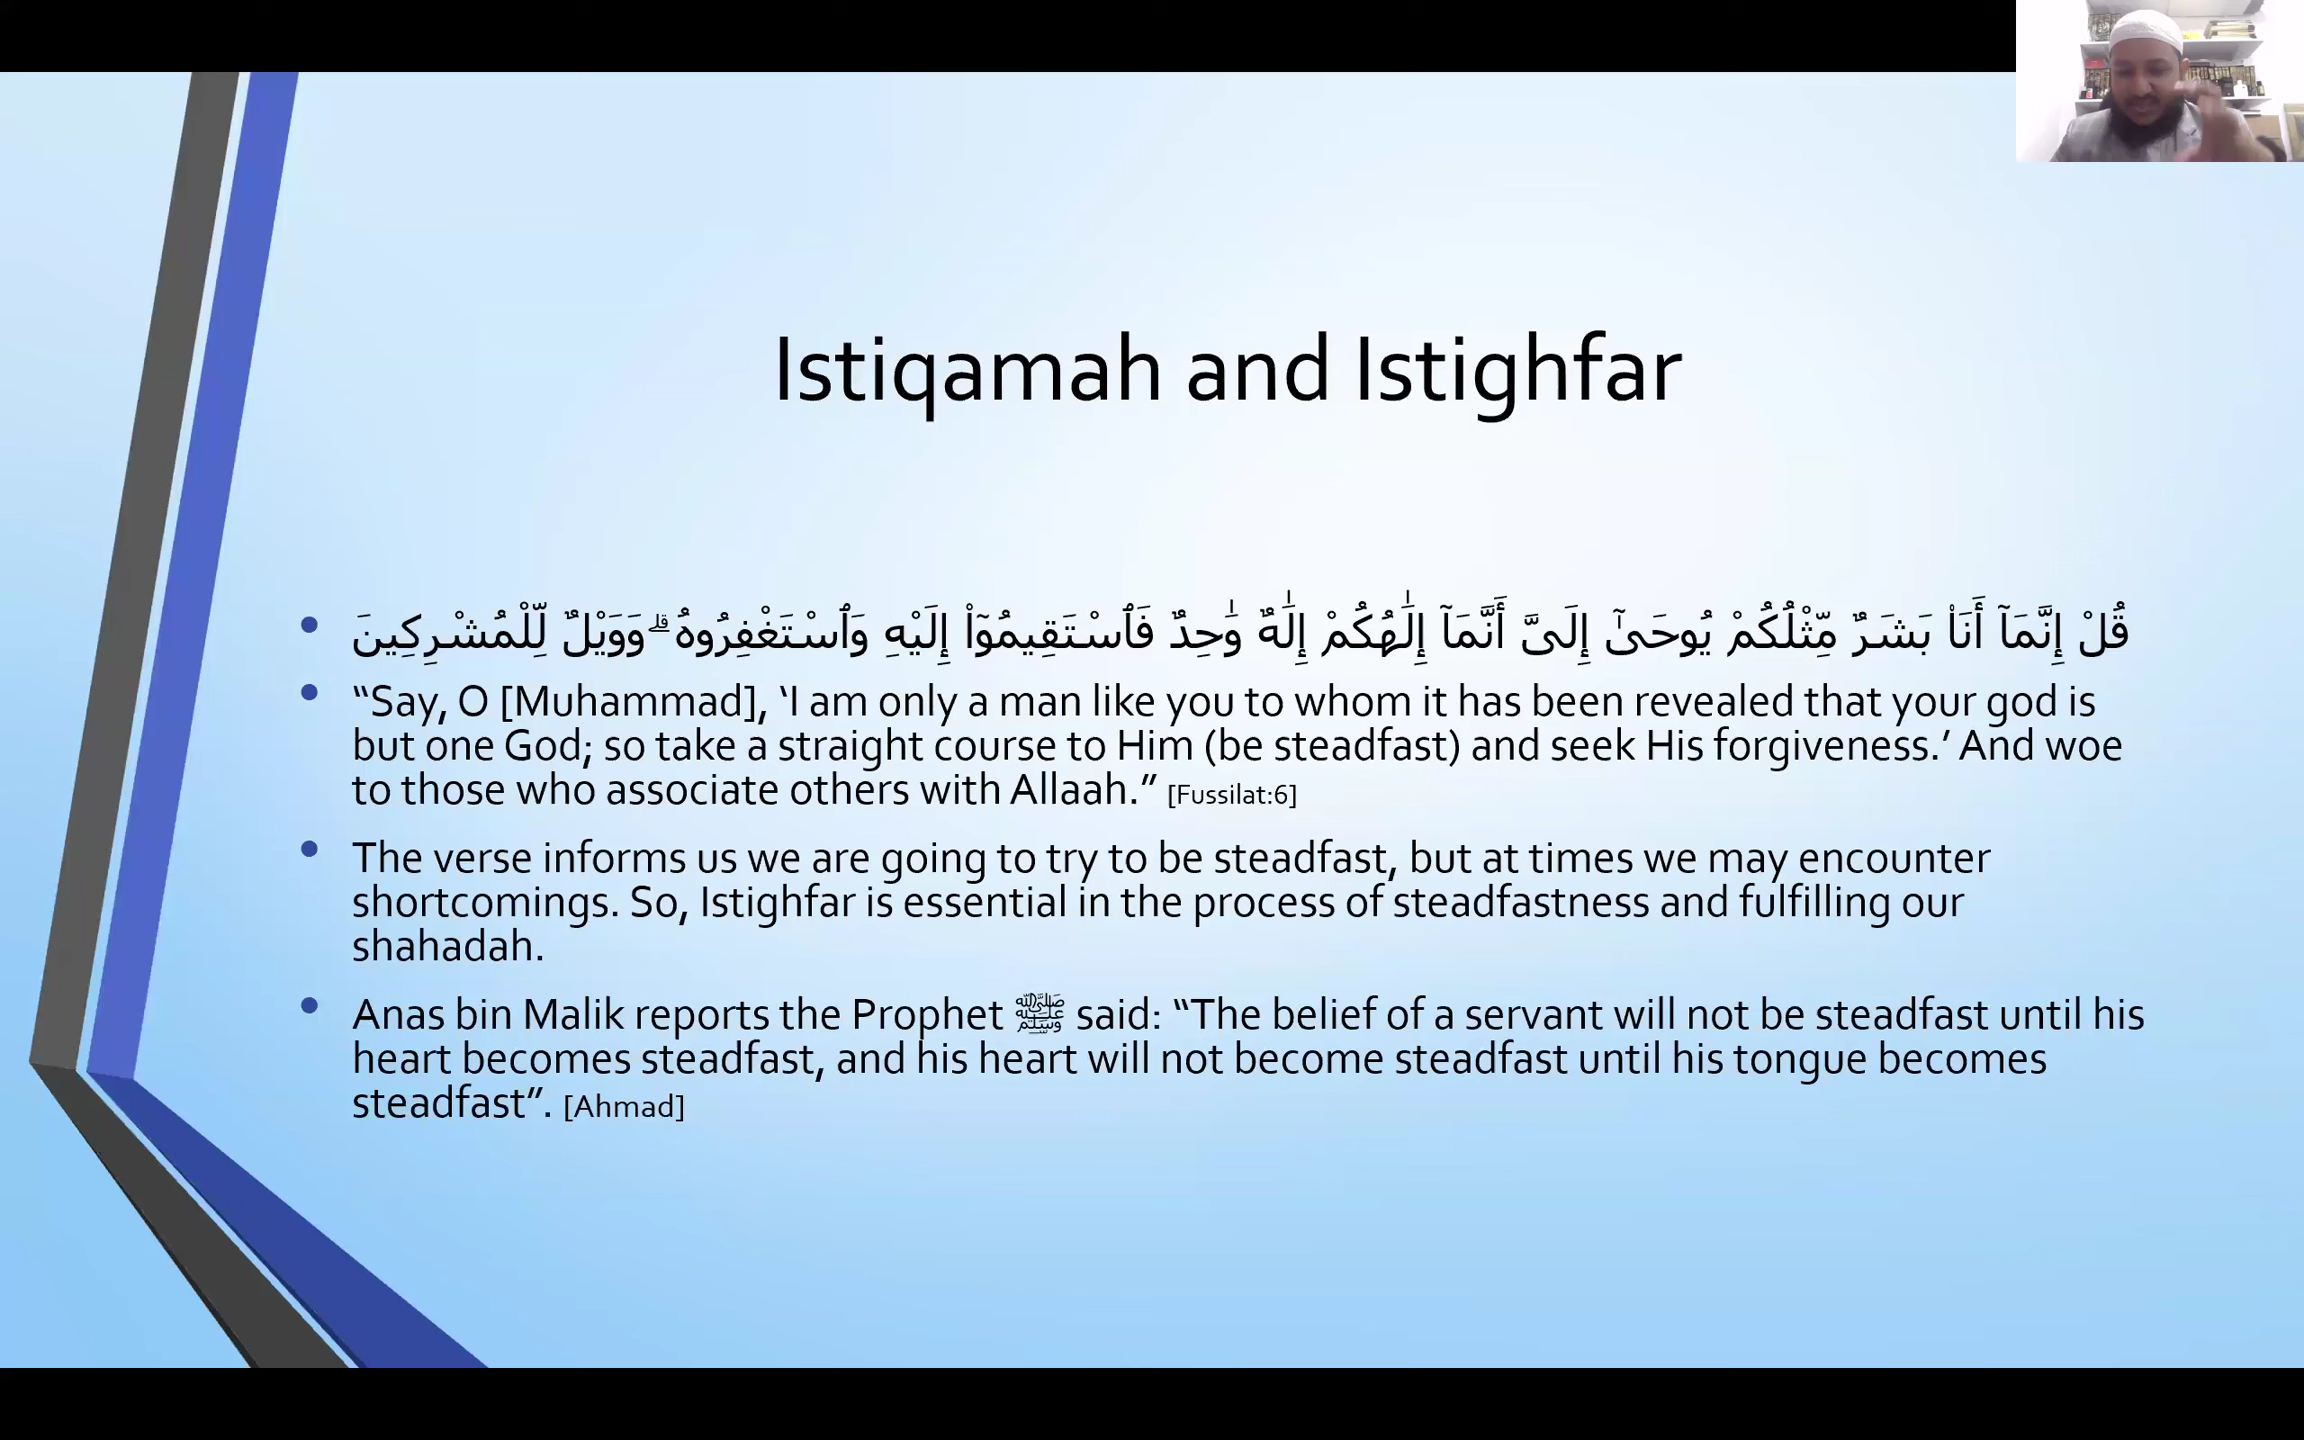 Istiqamah and Istighfar
• قُلْ إِنَّمَآ أَنَا۠ بَشَرٌ مِّثْلُكُمْ يُوحَىٰٓ إِلَىَّ أَنَّمَآ إِلَـٰهُكُمْ إِلَـٰهٌ وَٰحِدٌ فَٱسْتَقِيمُوٓا۟ إِلَيْهِ وَٱسْتَغْفِرُوهُ ۗ وَوَيْلٌ لِّلْمُشْرِكِينَ
• “Say, O [Muhammad], ‘I am only a man like you to whom it has been revealed that your god is
but one God; so take a straight course to Him (be steadfast) and seek His forgiveness.’ And woe
to those who associate others with Allaah.” [Fussilat:6]
• The verse informs us we are going to try to be steadfast, but at times we may encounter
shortcomings. So, Istighfar is essential in the process of steadfastness and fulfilling our
shahadah.
• Anas bin Malik reports the Prophet ﷺ said: “The belief of a servant will not be steadfast until his
heart becomes steadfast, and his heart will not become steadfast until his tongue becomes
steadfast”. [Ahmad]